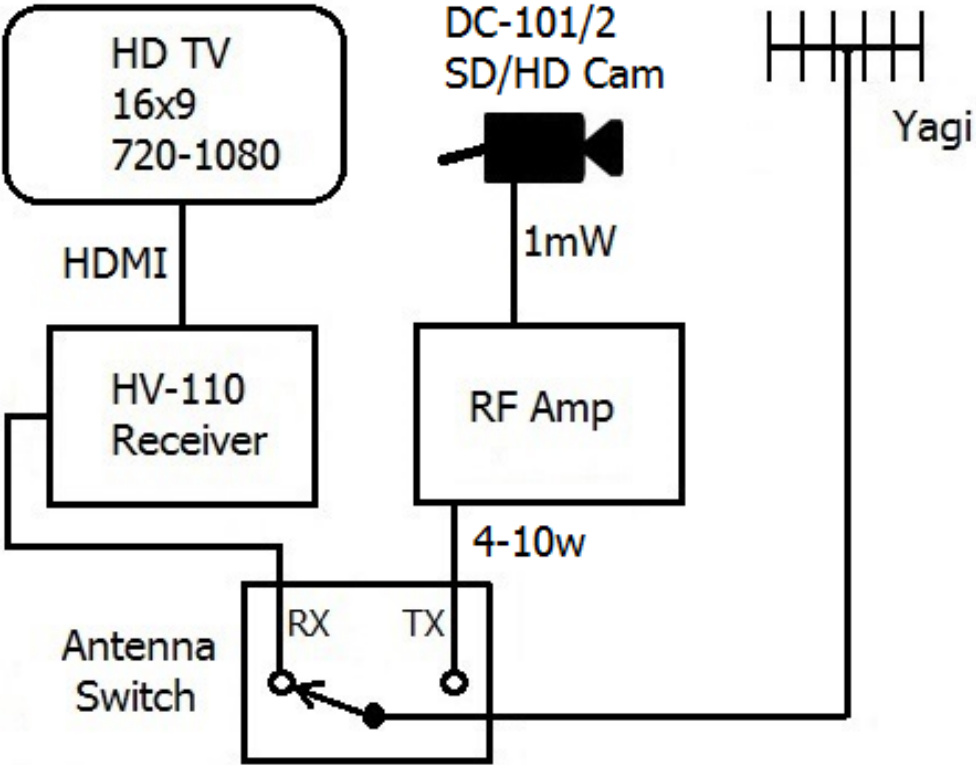 HD TV
16x9
720-1080
DC-101/2
SD/HD Cam
Yagi
HDMI
1mW
HV-110
Receiver
RF Amp
4-10w
RX
TX
Antenna
Switch